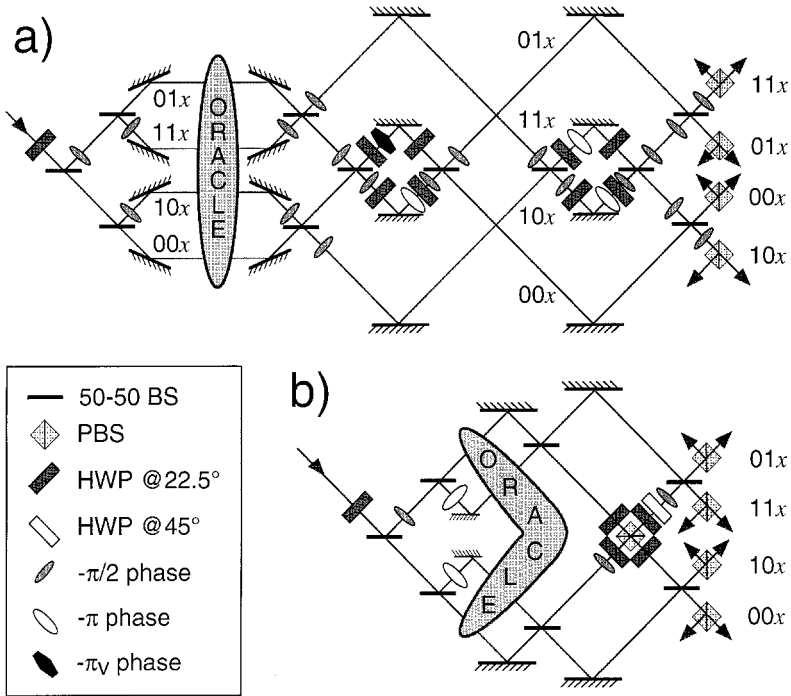 a)
01x
11x
10x
00x
ORACLE
01x
11x
10x
00x
11x
01x
00x
10x
50-50 BS
PBS
HWP @22.5°
HWP @45°
-π/2 phase
-π phase
-πV phase
b)
ORACLE
01x
11x
10x
00x